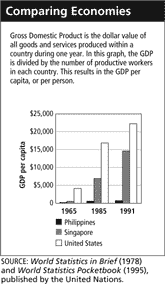 Comparing Economies
Gross Domestic Product is the dollar value of
all goods and services produced within a
country during one year. In this graph, the GDP
is divided by the number of productive workers
in each country. This results in the GDP per
capita, or per person.
GDP per capita
$25,000
$20,000
$15,000
$10,000
$5,000
0
1965 1985 1991
Philippines
Singapore
United States
SOURCE: World Statistics in Brief (1978)
and World Statistics Pocketbook (1995),
published by the United Nations.